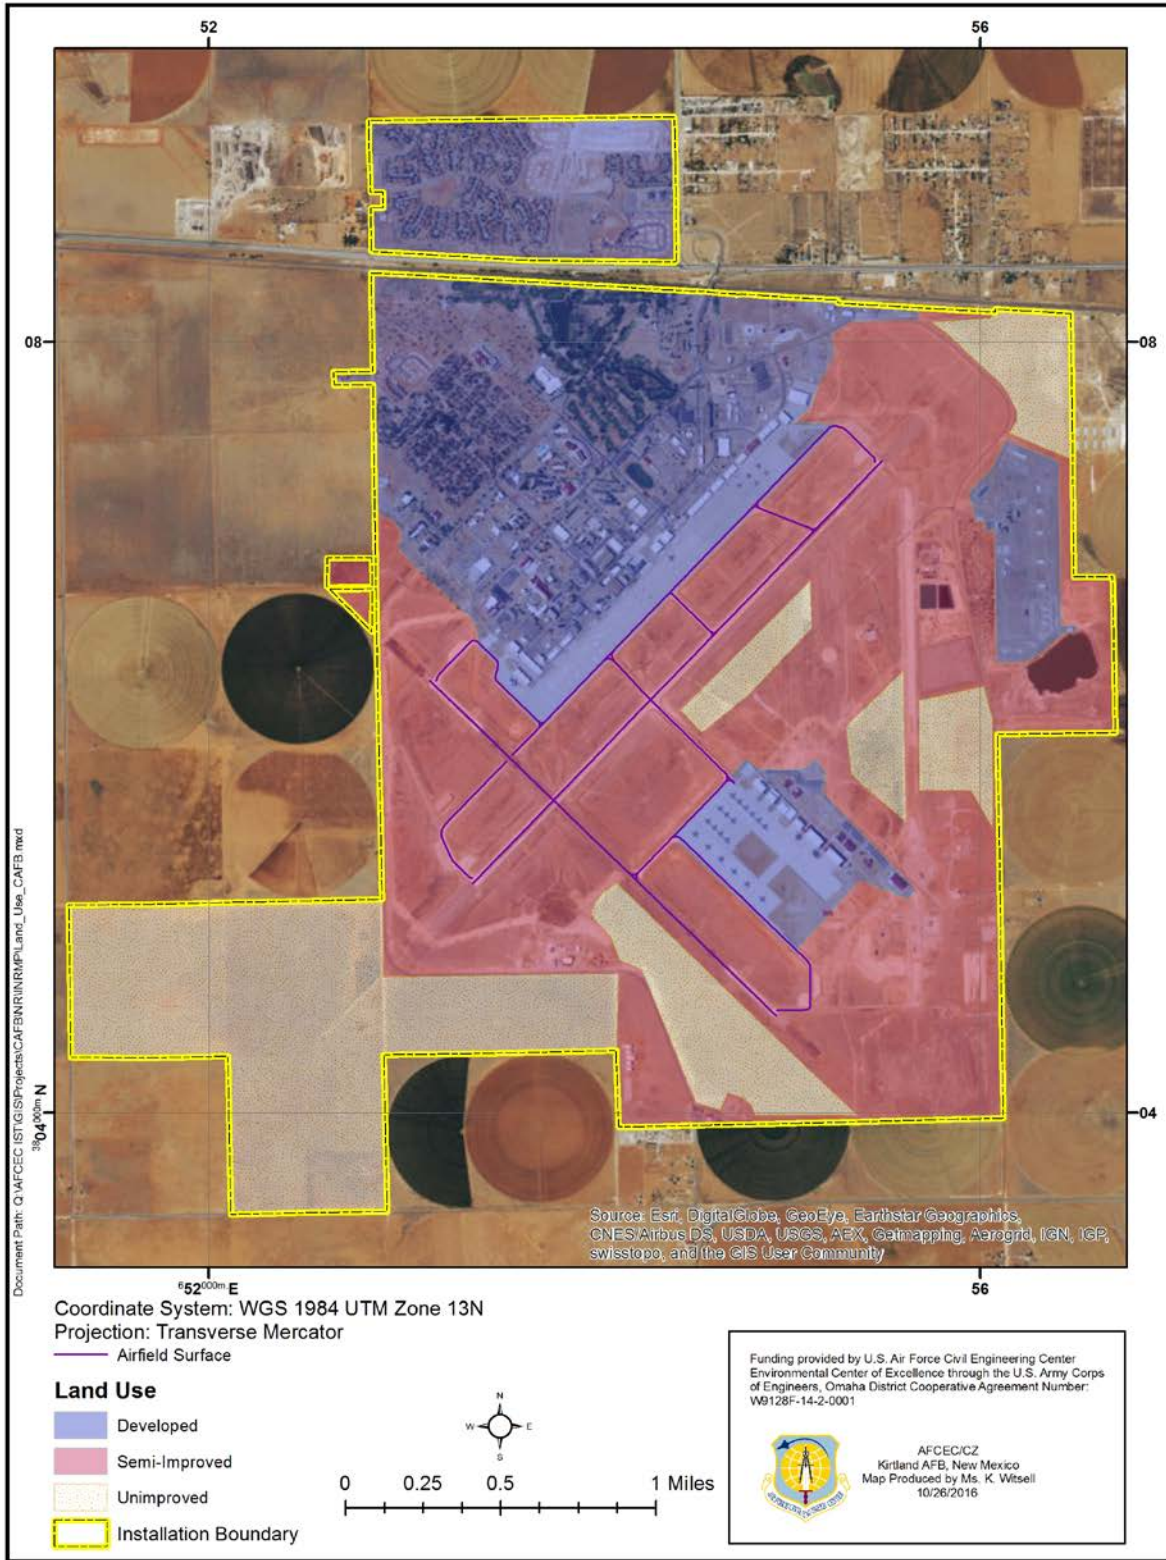 52 56
08 08
³⁸04⁰⁰⁰ᵐ N 04
Document Path: Q:\AFCEC IST\GIS\Projects\CAFB\NR\INRMP\Land_Use_CAFB.mxd
Source: Esri, DigitalGlobe, GeoEye, Earthstar Geographics,
CNES/Airbus DS, USDA, USGS, AEX, Getmapping, Aerogrid, IGN, IGP,
swisstopo, and the GIS User Community
⁶52⁰⁰⁰ᵐ E 56
Coordinate System: WGS 1984 UTM Zone 13N
Projection: Transverse Mercator
Airfield Surface
Land Use
Developed
Semi-Improved
Unimproved
Installation Boundary
N
W E
S
0 0.25 0.5 1 Miles
Funding provided by U.S. Air Force Civil Engineering Center
Environmental Center of Excellence through the U.S. Army Corps
of Engineers, Omaha District Cooperative Agreement Number:
W9128F-14-2-0001
AFCEC/CZ
Kirtland AFB, New Mexico
Map Produced by Ms. K. Witsell
10/26/2016